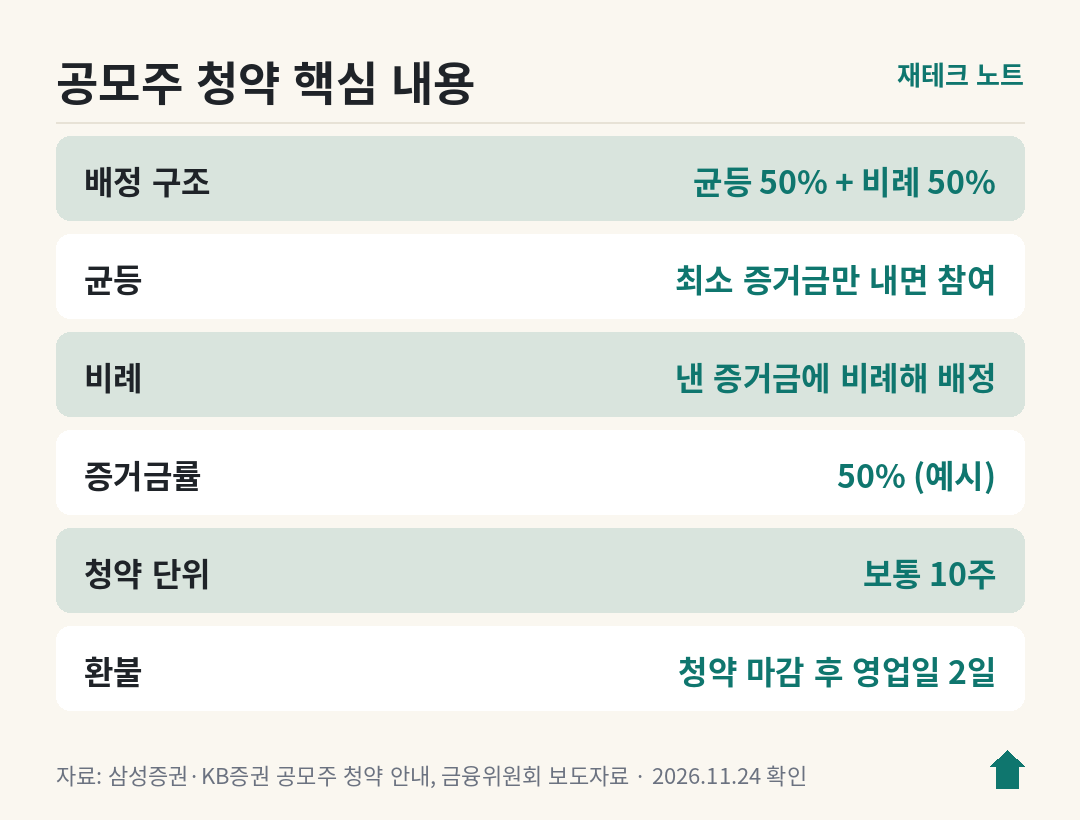 공모주 청약 핵심 내용
재테크 노트
배정 구조
균등 50% + 비례 50%
균등
최소 증거금만 내면 참여
비례
낸 증거금에 비례해 배정
증거금률
50% (예시)
청약 단위
보통 10주
환불
청약 마감 후 영업일 2일
자료: 삼성증권·KB증권 공모주 청약 안내, 금융위원회 보도자료 · 2026.11.24 확인